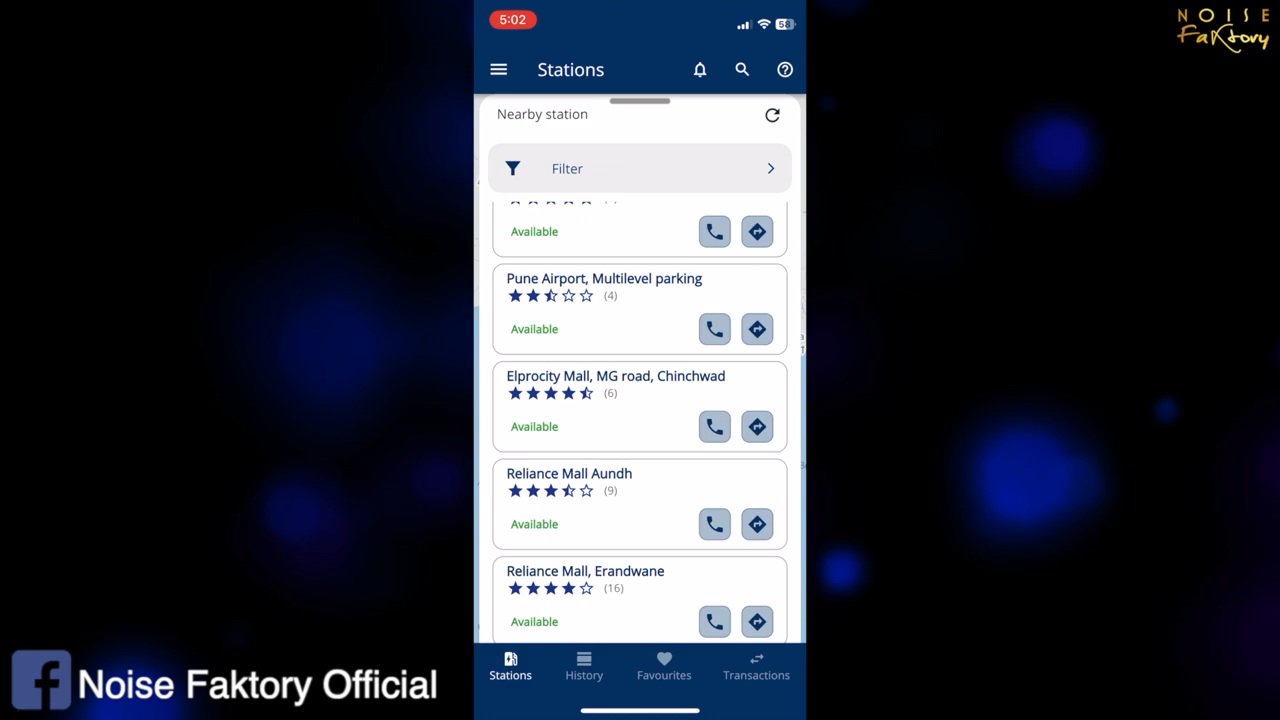 NOISE
Faktory
5:02
58
Stations
Nearby station
Filter
Available
Pune Airport, Multilevel parking
(4)
Available
Elprocity Mall, MG road, Chinchwad
(6)
Available
Reliance Mall Aundh
(9)
Available
Reliance Mall, Erandwane
(16)
Available
Stations
History
Favourites
Transactions
Noise Faktory Official